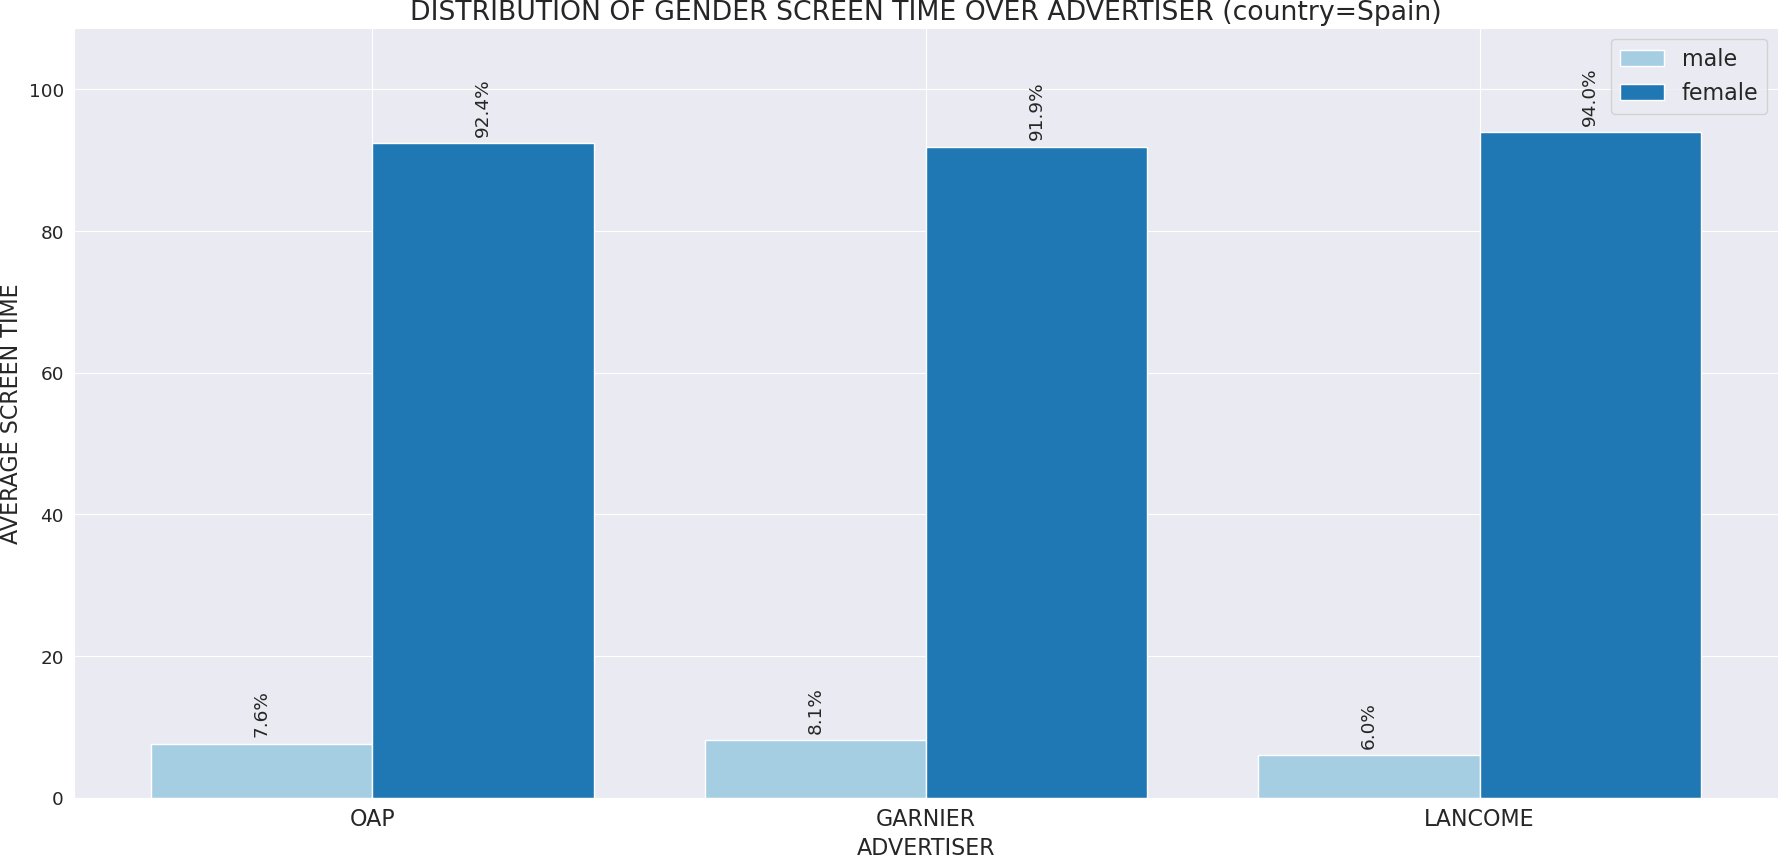 DISTRIBUTION OF GENDER SCREEN TIME OVER ADVERTISER (country=Spain)
male
female
AVERAGE SCREEN TIME
100
80
60
40
20
0
7.6%
92.4%
8.1%
91.9%
6.0%
94.0%
OAP
GARNIER
LANCOME
ADVERTISER